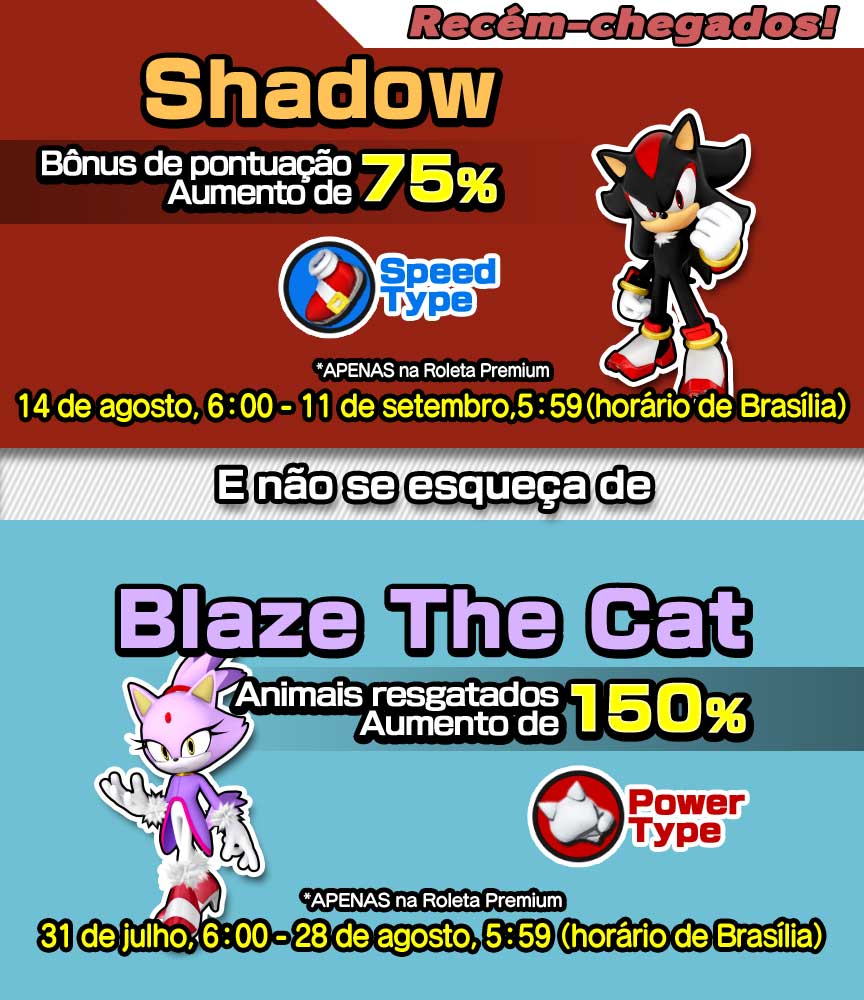 Recém-chegados!
Shadow
Bônus de pontuação
Aumento de 75%
Speed
Type
*APENAS na Roleta Premium
14 de agosto, 6:00 - 11 de setembro,5:59(horário de Brasília)
E não se esqueça de
Blaze The Cat
Animais resgatados
Aumento de 150%
Power
Type
*APENAS na Roleta Premium
31 de julho, 6:00 - 28 de agosto, 5:59 (horário de Brasília)